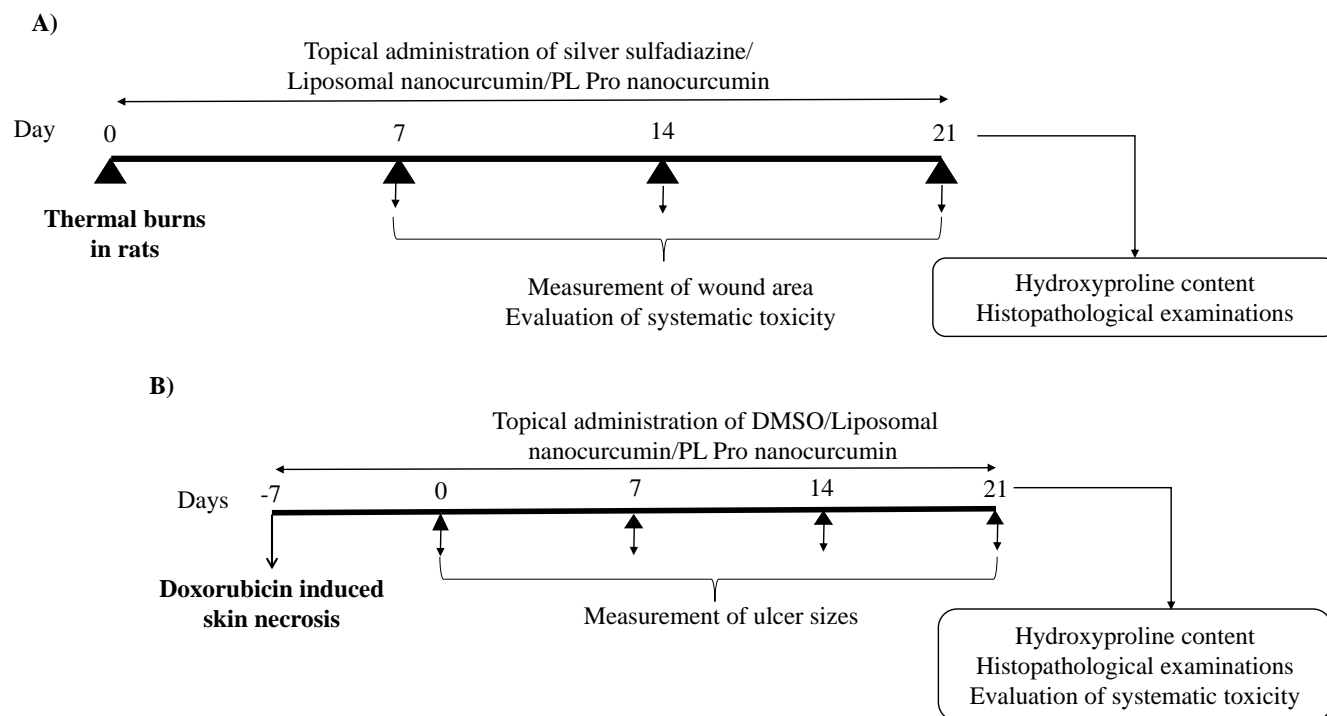 A)
Topical administration of silver sulfadiazine/
Liposomal nanocurcumin/PL Pro nanocurcumin
Day
0
7
14
21
Thermal burns
in rats
Measurement of wound area
Evaluation of systematic toxicity
Hydroxyproline content
Histopathological examinations
B)
Topical administration of DMSO/Liposomal
nanocurcumin/PL Pro nanocurcumin
Days
-7
0
7
14
21
Doxorubicin induced
skin necrosis
Measurement of ulcer sizes
Hydroxyproline content
Histopathological examinations
Evaluation of systematic toxicity